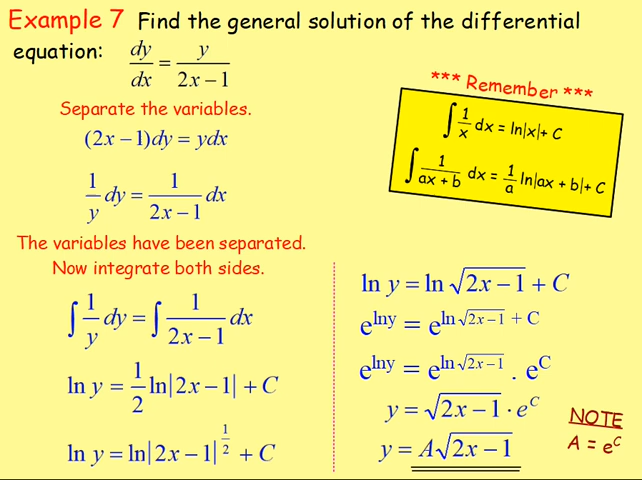 Example 7 Find the general solution of the differential
equation: dy/dx = y/(2x − 1)
Separate the variables.
(2x − 1)dy = ydx
1/y dy = 1/(2x − 1) dx
The variables have been separated.
Now integrate both sides.
∫ 1/y dy = ∫ 1/(2x − 1) dx
ln y = 1/2 ln|2x − 1| + C
ln y = ln|2x − 1|^(1/2) + C
*** Remember ***
∫ 1/x dx = ln|x| + C
∫ 1/(ax + b) dx = 1/a ln|ax + b| + C
ln y = ln √(2x − 1) + C
e^(lny) = e^(ln √(2x − 1) + C)
e^(lny) = e^(ln √(2x − 1)) . e^C
y = √(2x − 1) · e^C
y = A√(2x − 1)
NOTE
A = e^C